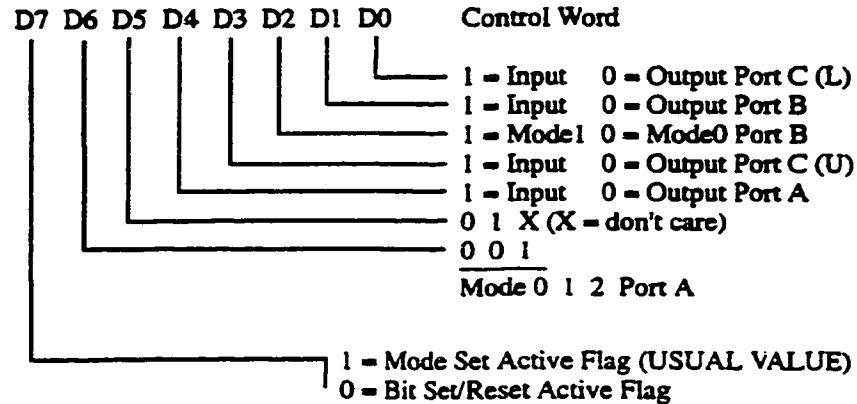 D7 D6 D5 D4 D3 D2 D1 D0 Control Word
1 = Input 0 = Output Port C (L)
1 = Input 0 = Output Port B
1 = Mode1 0 = Mode0 Port B
1 = Input 0 = Output Port C (U)
1 = Input 0 = Output Port A
0 1 X (X = don't care)
0 0 1
Mode 0 1 2 Port A
1 = Mode Set Active Flag (USUAL VALUE)
0 = Bit Set/Reset Active Flag